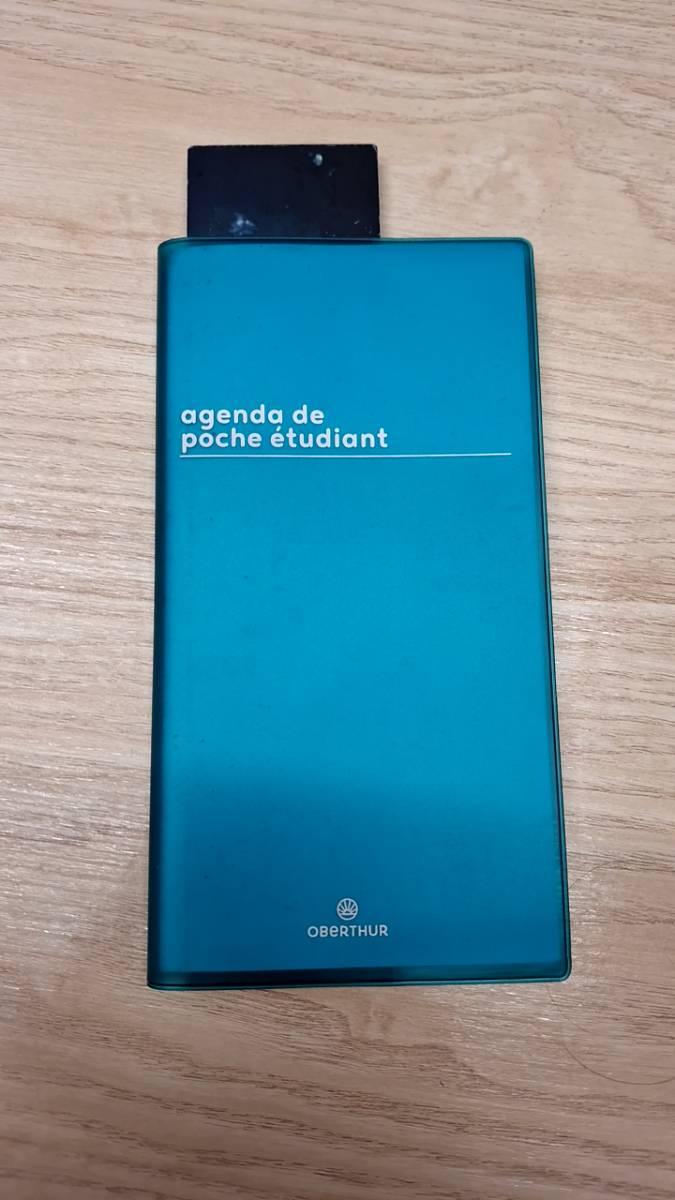 agenda de
poche étudiant
OBERTHUR